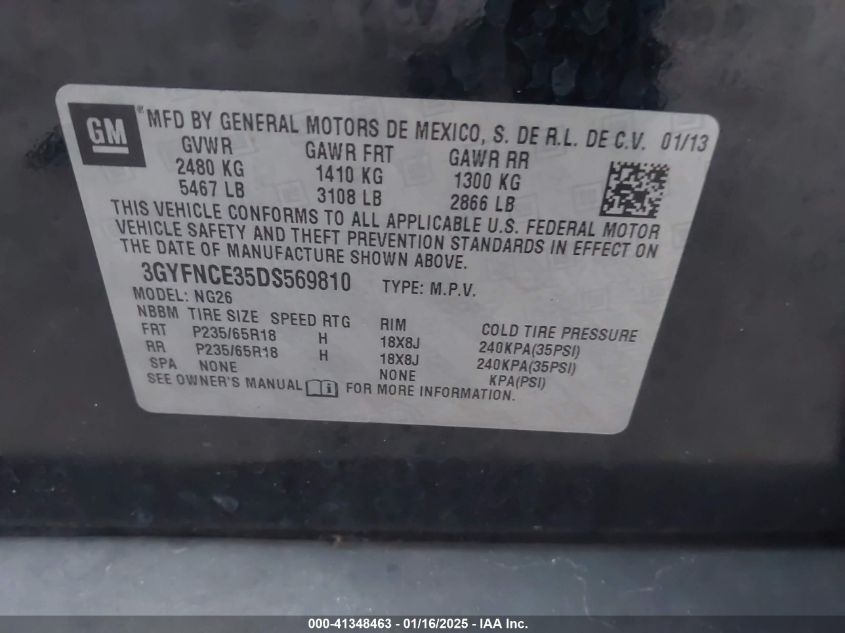 GM ® MFD BY GENERAL MOTORS DE MEXICO, S. DE R.L. DE C.V. 01/13
GVWR GAWR FRT GAWR RR
2480 KG 1410 KG 1300 KG
5467 LB 3108 LB 2866 LB
THIS VEHICLE CONFORMS TO ALL APPLICABLE U.S. FEDERAL MOTOR
VEHICLE SAFETY AND THEFT PREVENTION STANDARDS IN EFFECT ON
THE DATE OF MANUFACTURE SHOWN ABOVE.
3GYFNCE35DS569810 TYPE: M.P.V.
MODEL: NG26
NBBM TIRE SIZE SPEED RTG RIM COLD TIRE PRESSURE
FRT P235/65R18 H 18X8J 240KPA(35PSI)
RR P235/65R18 H 18X8J 240KPA(35PSI)
SPA NONE NONE KPA(PSI)
SEE OWNER'S MANUAL FOR MORE INFORMATION.
000-41348463 - 01/16/2025 - IAA Inc.